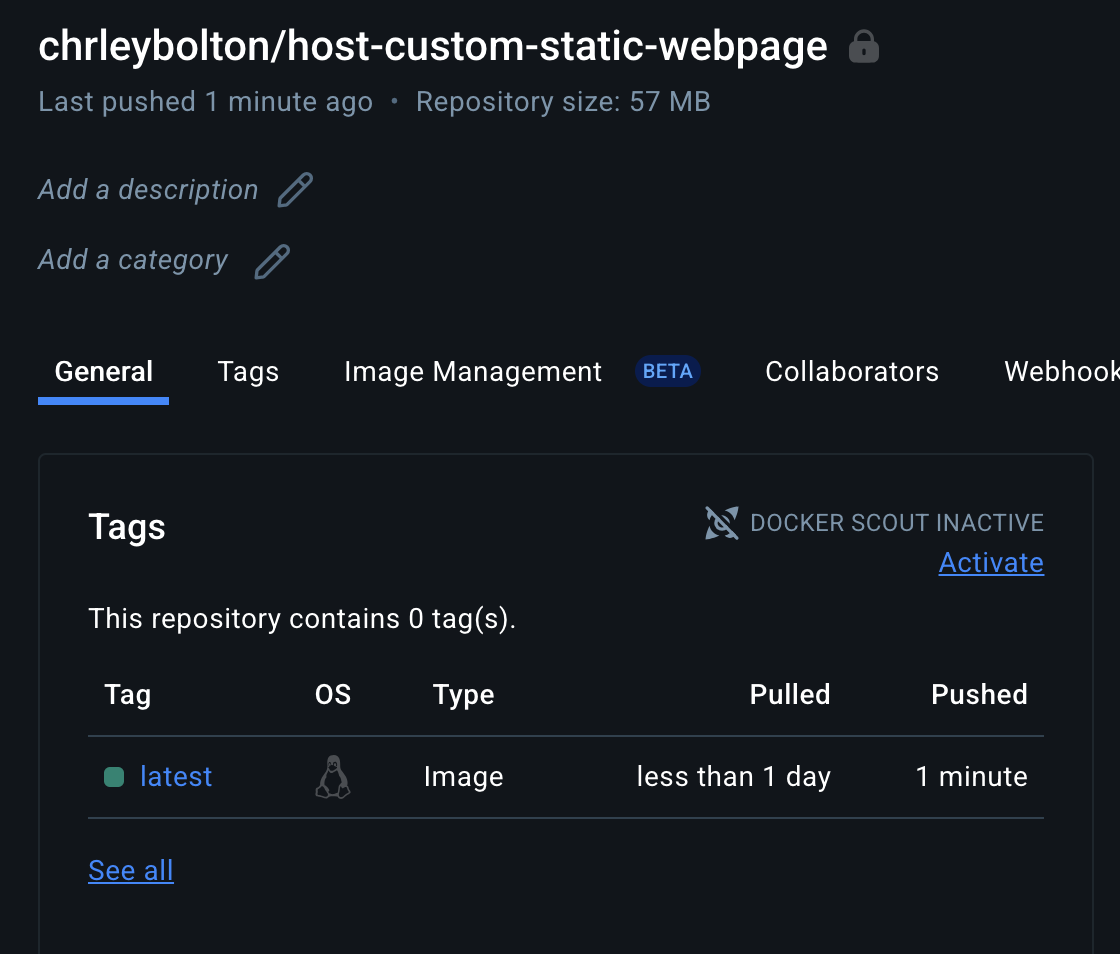 chrleybolton/host-custom-static-webpage
Last pushed 1 minute ago • Repository size: 57 MB
Add a description
Add a category
General Tags Image Management BETA Collaborators Webhook
Tags DOCKER SCOUT INACTIVE
Activate
This repository contains 0 tag(s).
Tag OS Type Pulled Pushed
latest Image less than 1 day 1 minute
See all